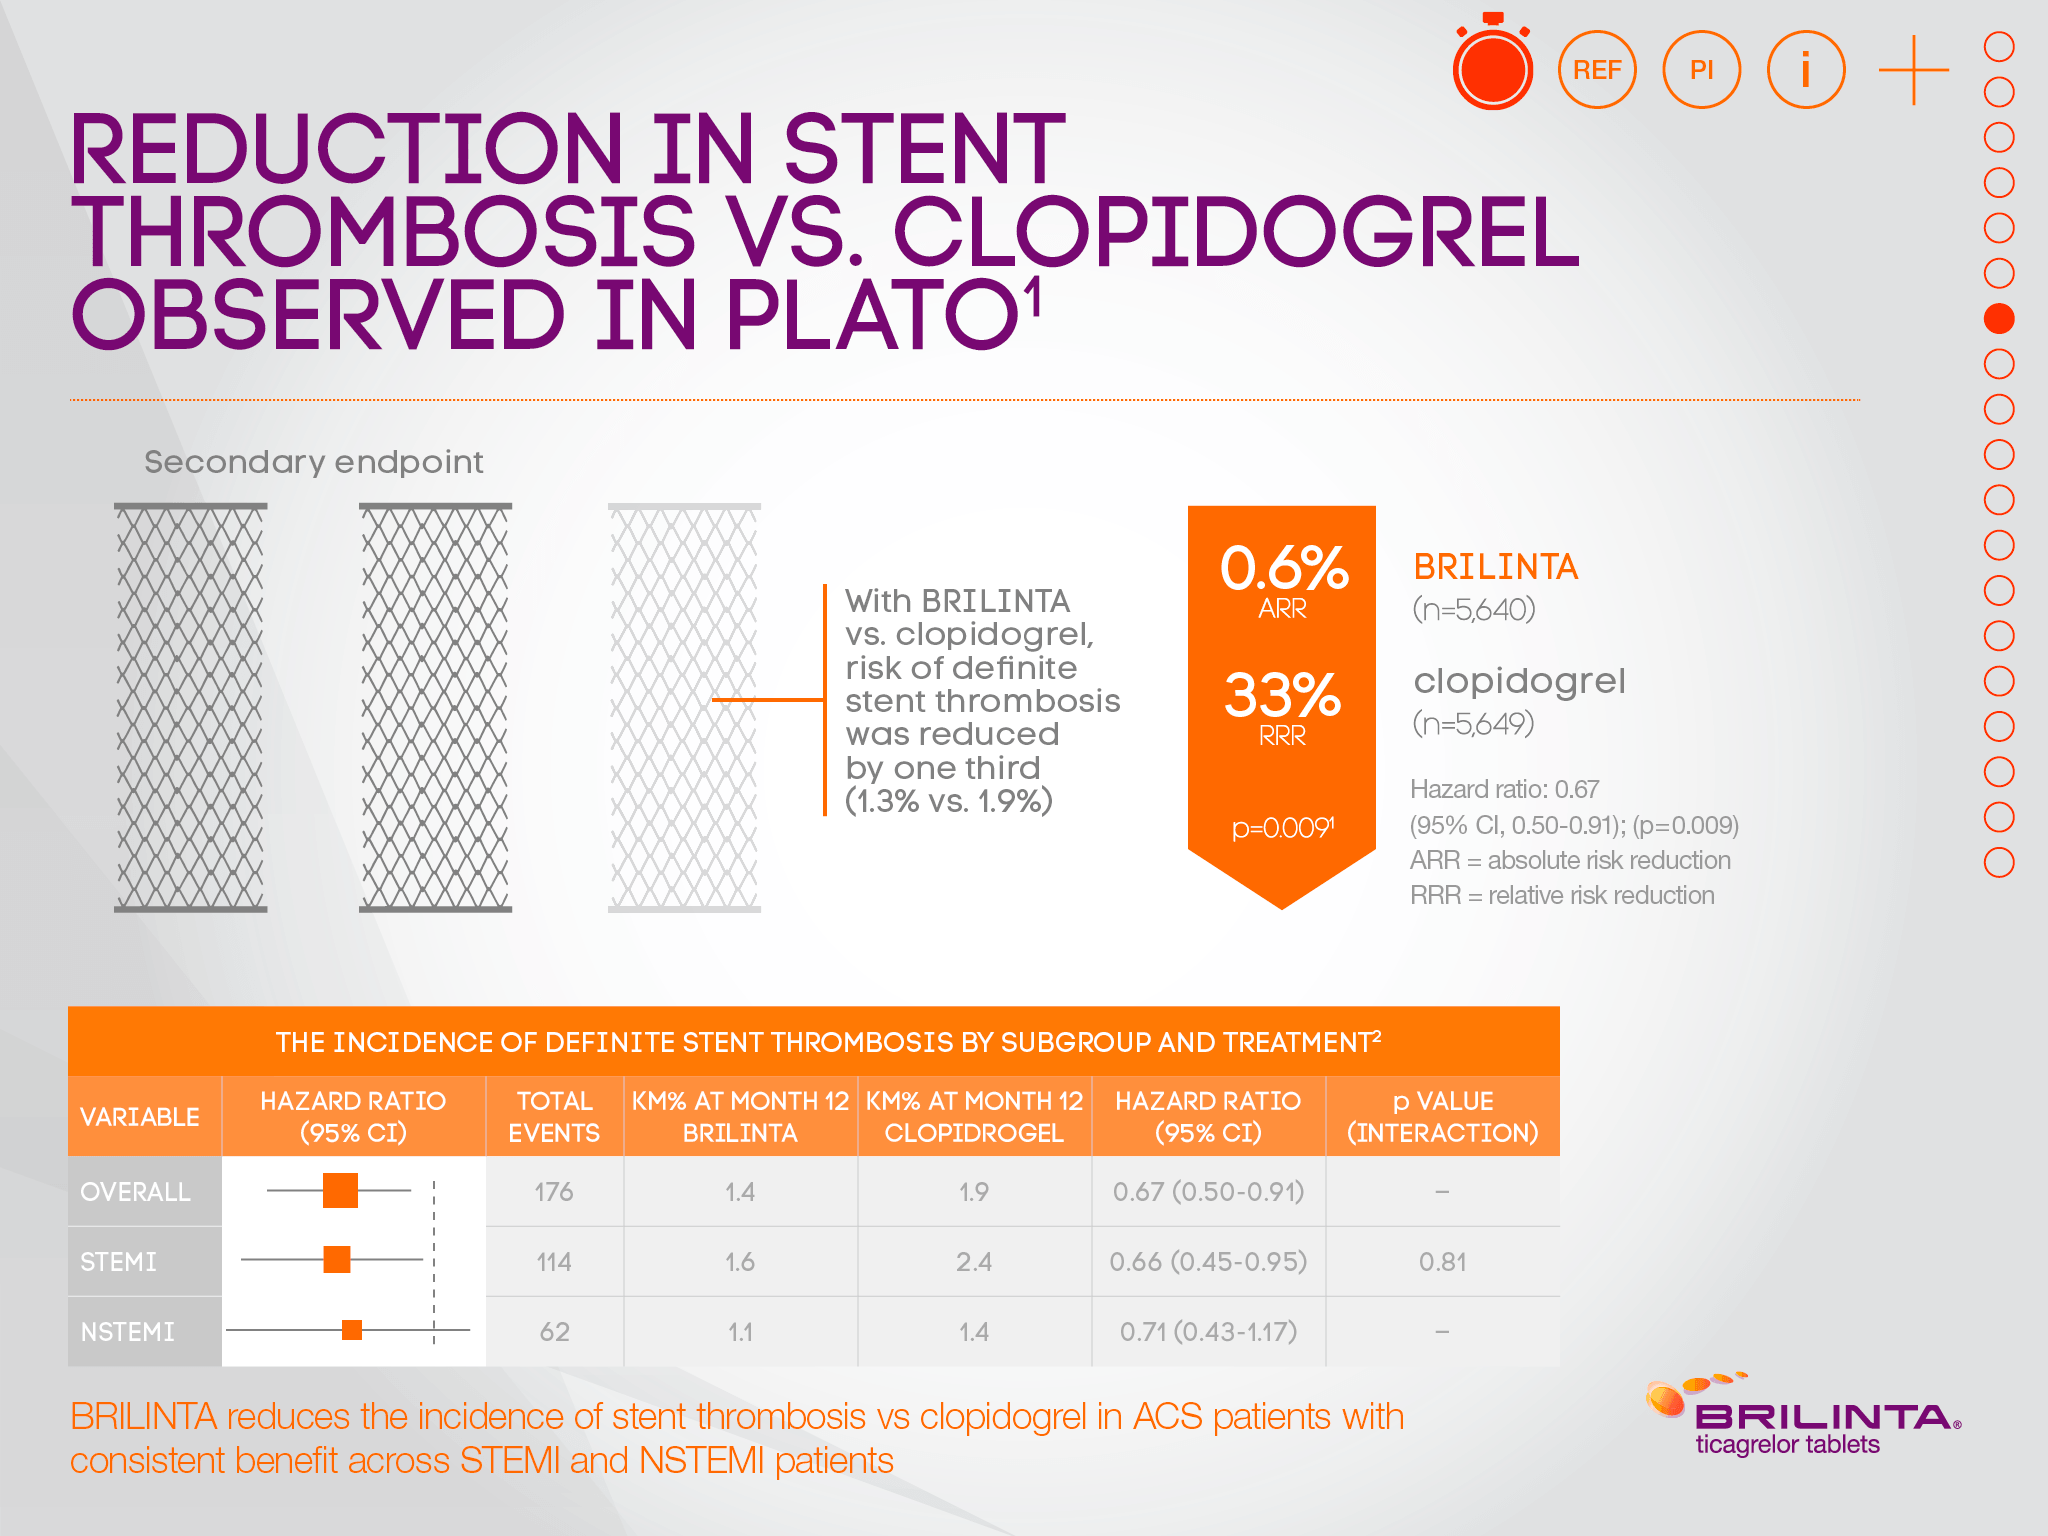 REF PI i
REDUCTION IN STENT
THROMBOSIS VS. CLOPIDOGREL
OBSERVED IN PLATO¹
Secondary endpoint
With BRILINTA
vs. clopidogrel,
risk of definite
stent thrombosis
was reduced
by one third
(1.3% vs. 1.9%)
0.6%
ARR
33%
RRR
p=0.009¹
BRILINTA
(n=5,640)
clopidogrel
(n=5,649)
Hazard ratio: 0.67
(95% CI, 0.50-0.91); (p=0.009)
ARR = absolute risk reduction
RRR = relative risk reduction
THE INCIDENCE OF DEFINITE STENT THROMBOSIS BY SUBGROUP AND TREATMENT²
VARIABLE
HAZARD RATIO
(95% CI)
TOTAL
EVENTS
KM% AT MONTH 12
BRILINTA
KM% AT MONTH 12
CLOPIDROGEL
HAZARD RATIO
(95% CI)
p VALUE
(INTERACTION)
OVERALL 176 1.4 1.9 0.67 (0.50-0.91) –
STEMI 114 1.6 2.4 0.66 (0.45-0.95) 0.81
NSTEMI 62 1.1 1.4 0.71 (0.43-1.17) –
BRILINTA reduces the incidence of stent thrombosis vs clopidogrel in ACS patients with
consistent benefit across STEMI and NSTEMI patients
BRILINTA®
ticagrelor tablets